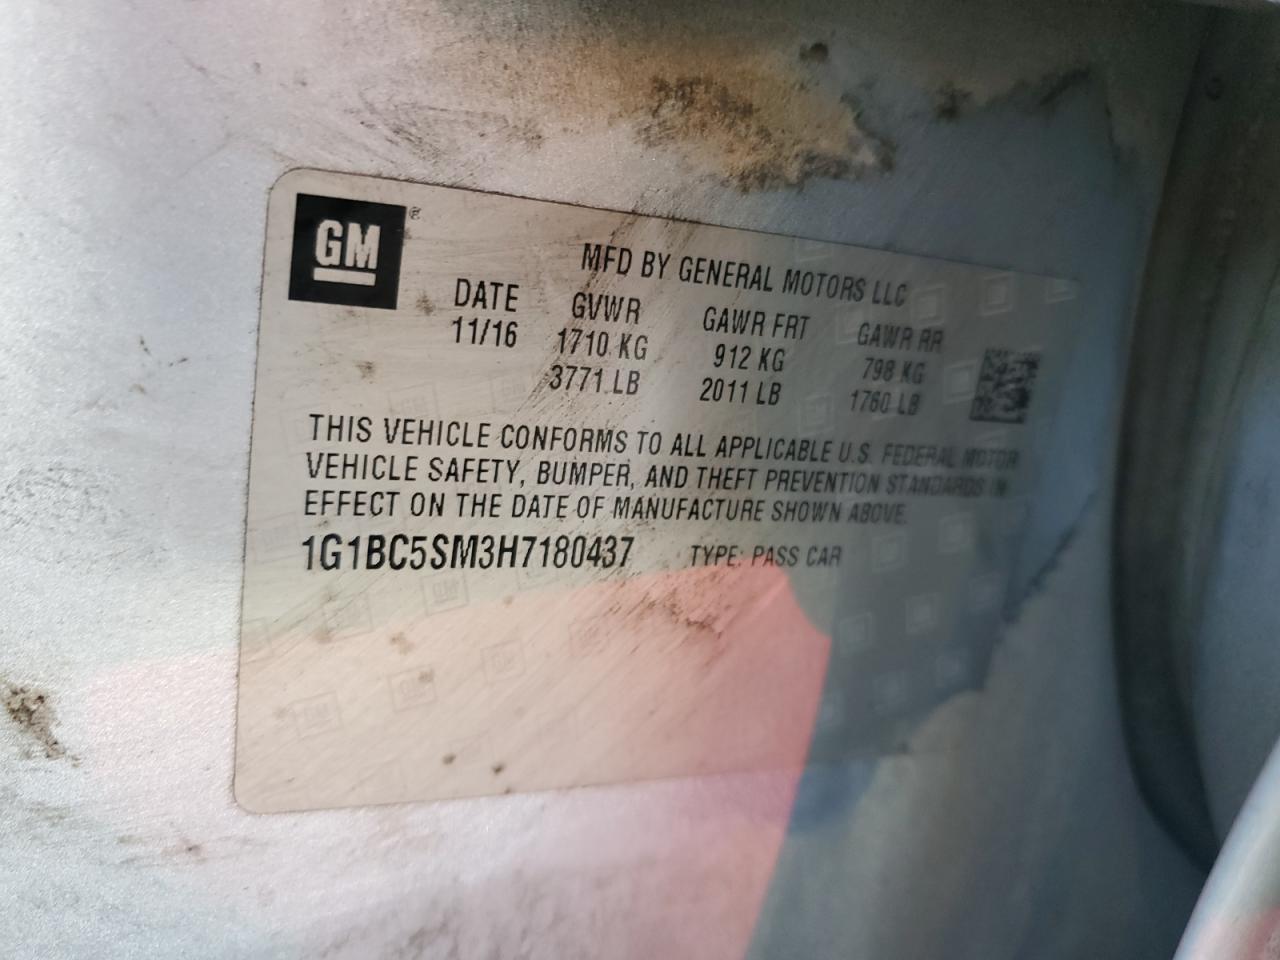 GM®
MFD BY GENERAL MOTORS LLC
DATE GVWR GAWR FRT GAWR RR
11/16 1710 KG 912 KG 798 KG
3771 LB 2011 LB 1760 LB
THIS VEHICLE CONFORMS TO ALL APPLICABLE U.S. FEDERAL MOTOR
VEHICLE SAFETY, BUMPER, AND THEFT PREVENTION STANDARDS IN
EFFECT ON THE DATE OF MANUFACTURE SHOWN ABOVE.
1G1BC5SM3H7180437 TYPE: PASS CAR